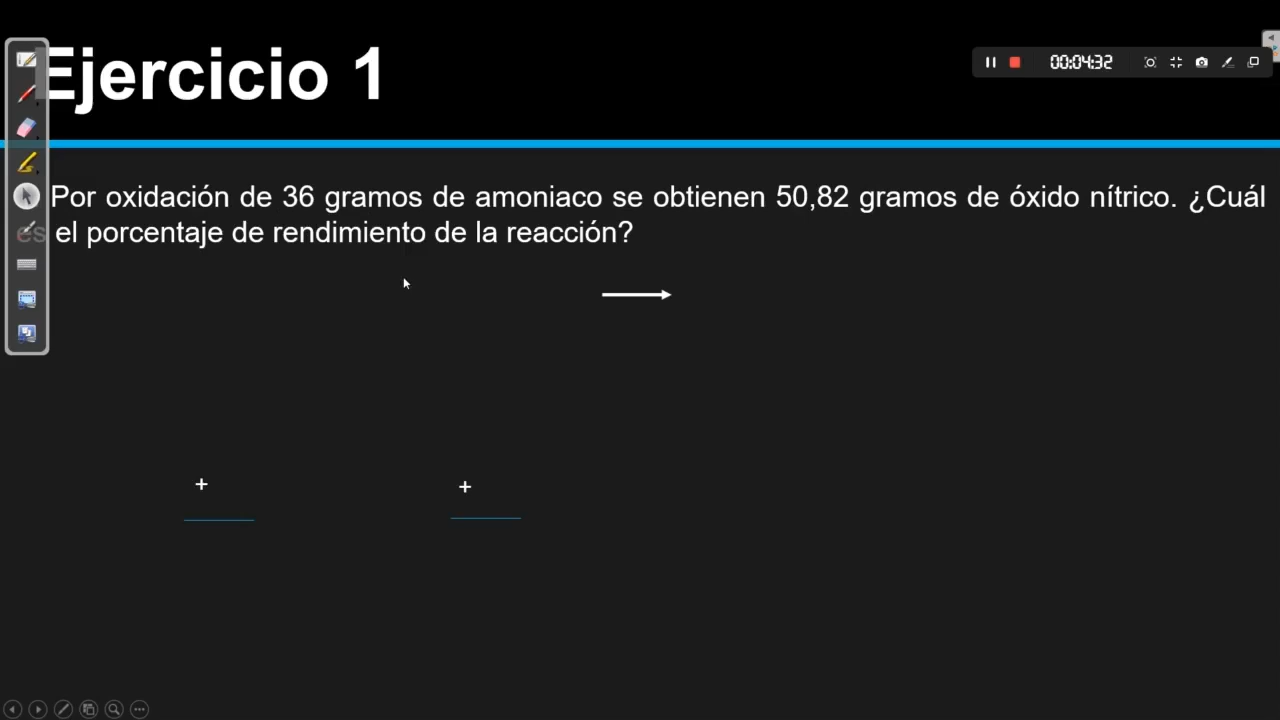 Ejercicio 1
00:04:32
Por oxidación de 36 gramos de amoniaco se obtienen 50,82 gramos de óxido nítrico. ¿Cuál
es el porcentaje de rendimiento de la reacción?
+ +